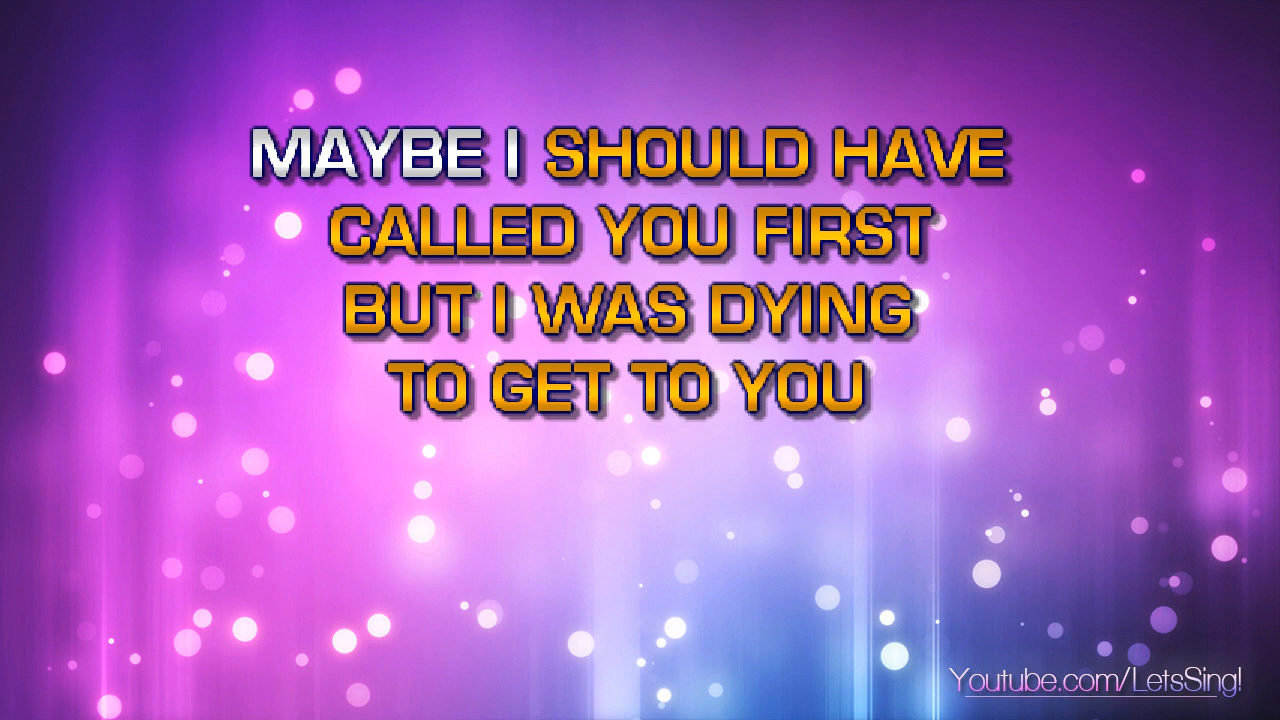 MAYBE I SHOULD HAVE
CALLED YOU FIRST
BUT I WAS DYING
TO GET TO YOU
Youtube.com/LetsSing!